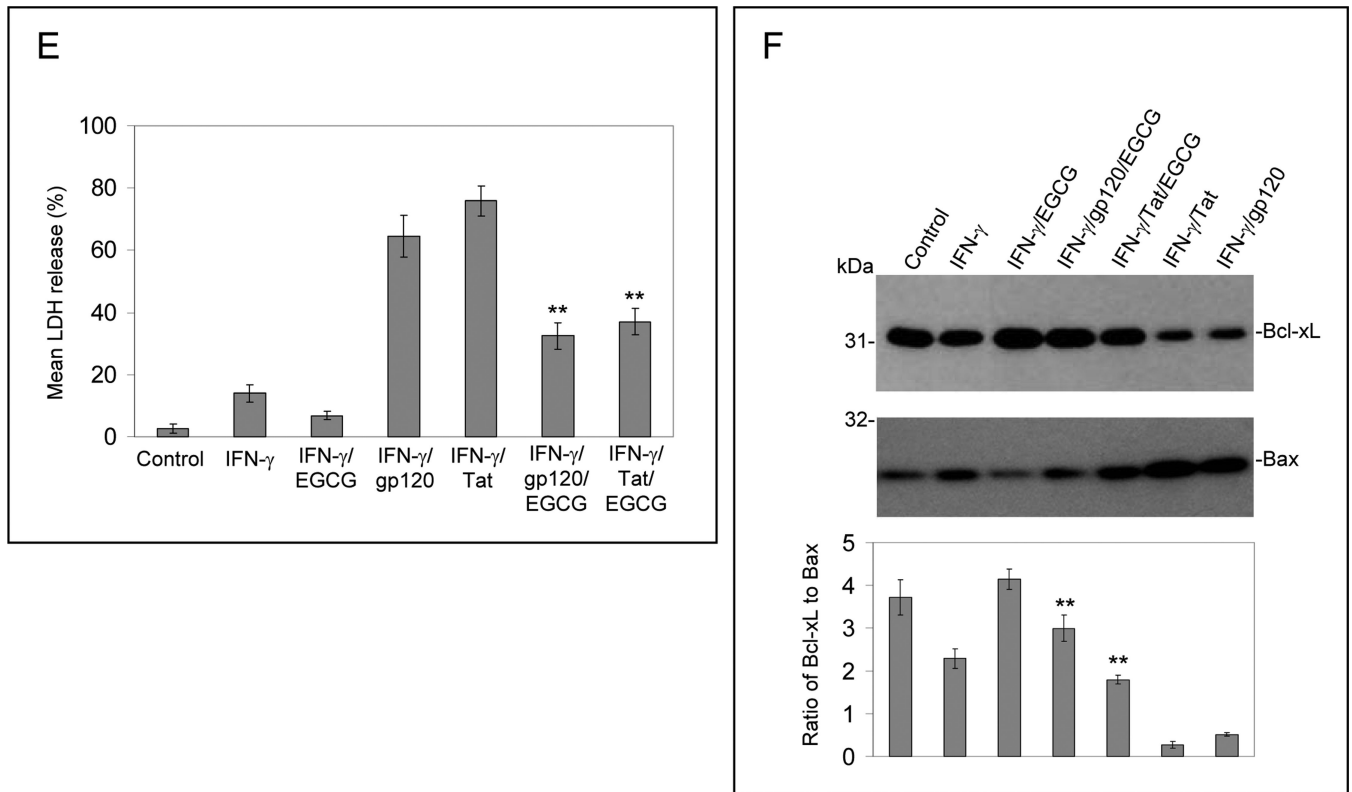 E
100
80
60
40
20
0
Mean LDH release (%)
**
**
Control
IFN-γ
IFN-γ/
EGCG
IFN-γ/
gp120
IFN-γ/
Tat
IFN-γ/
gp120/
EGCG
IFN-γ/
Tat/
EGCG
F
Control
IFN-γ
IFN-γ/EGCG
IFN-γ/gp120/EGCG
IFN-γ/Tat/EGCG
IFN-γ/Tat
IFN-γ/gp120
kDa
31-
-Bcl-xL
32-
-Bax
Ratio of Bcl-xL to Bax
5
4
3
2
1
0
**
**